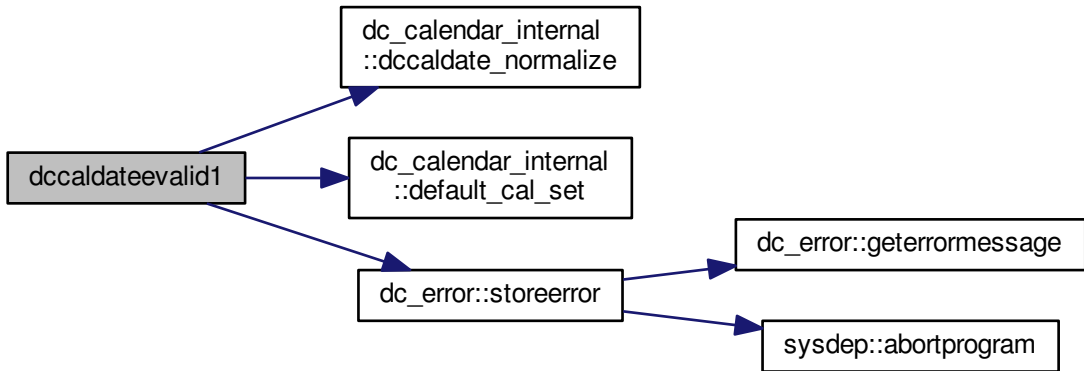 dccaldateevalid1
dc_calendar_internal
::dccaldate_normalize
dc_calendar_internal
::default_cal_set
dc_error::storeerror
dc_error::geterrormessage
sysdep::abortprogram